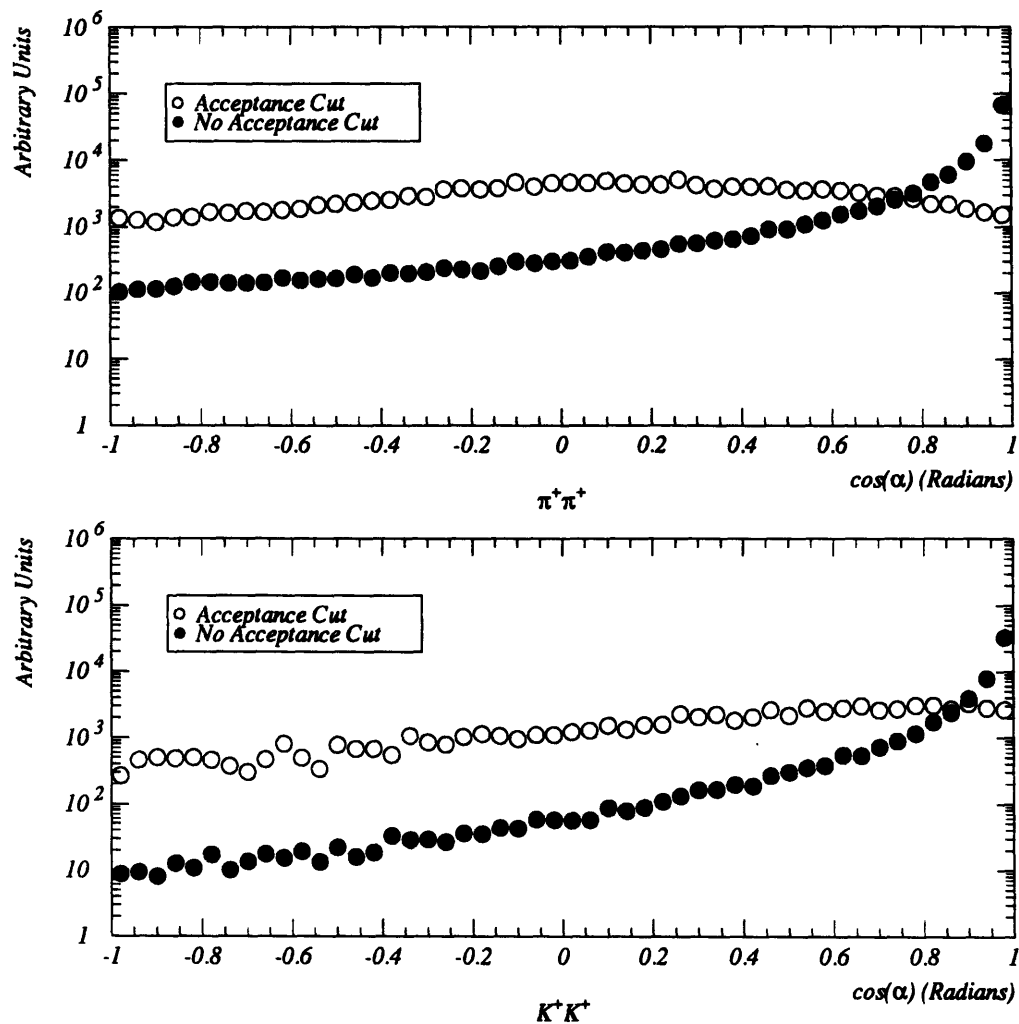 Arbitrary Units
10^6
10^5
10^4
10^3
10^2
10
1
Acceptance Cut
No Acceptance Cut
-1 -0.8 -0.6 -0.4 -0.2 0 0.2 0.4 0.6 0.8 1
cos(α) (Radians)
π⁺π⁺
Arbitrary Units
10^6
10^5
10^4
10^3
10^2
10
1
Acceptance Cut
No Acceptance Cut
-1 -0.8 -0.6 -0.4 -0.2 0 0.2 0.4 0.6 0.8 1
cos(α) (Radians)
K⁺K⁺